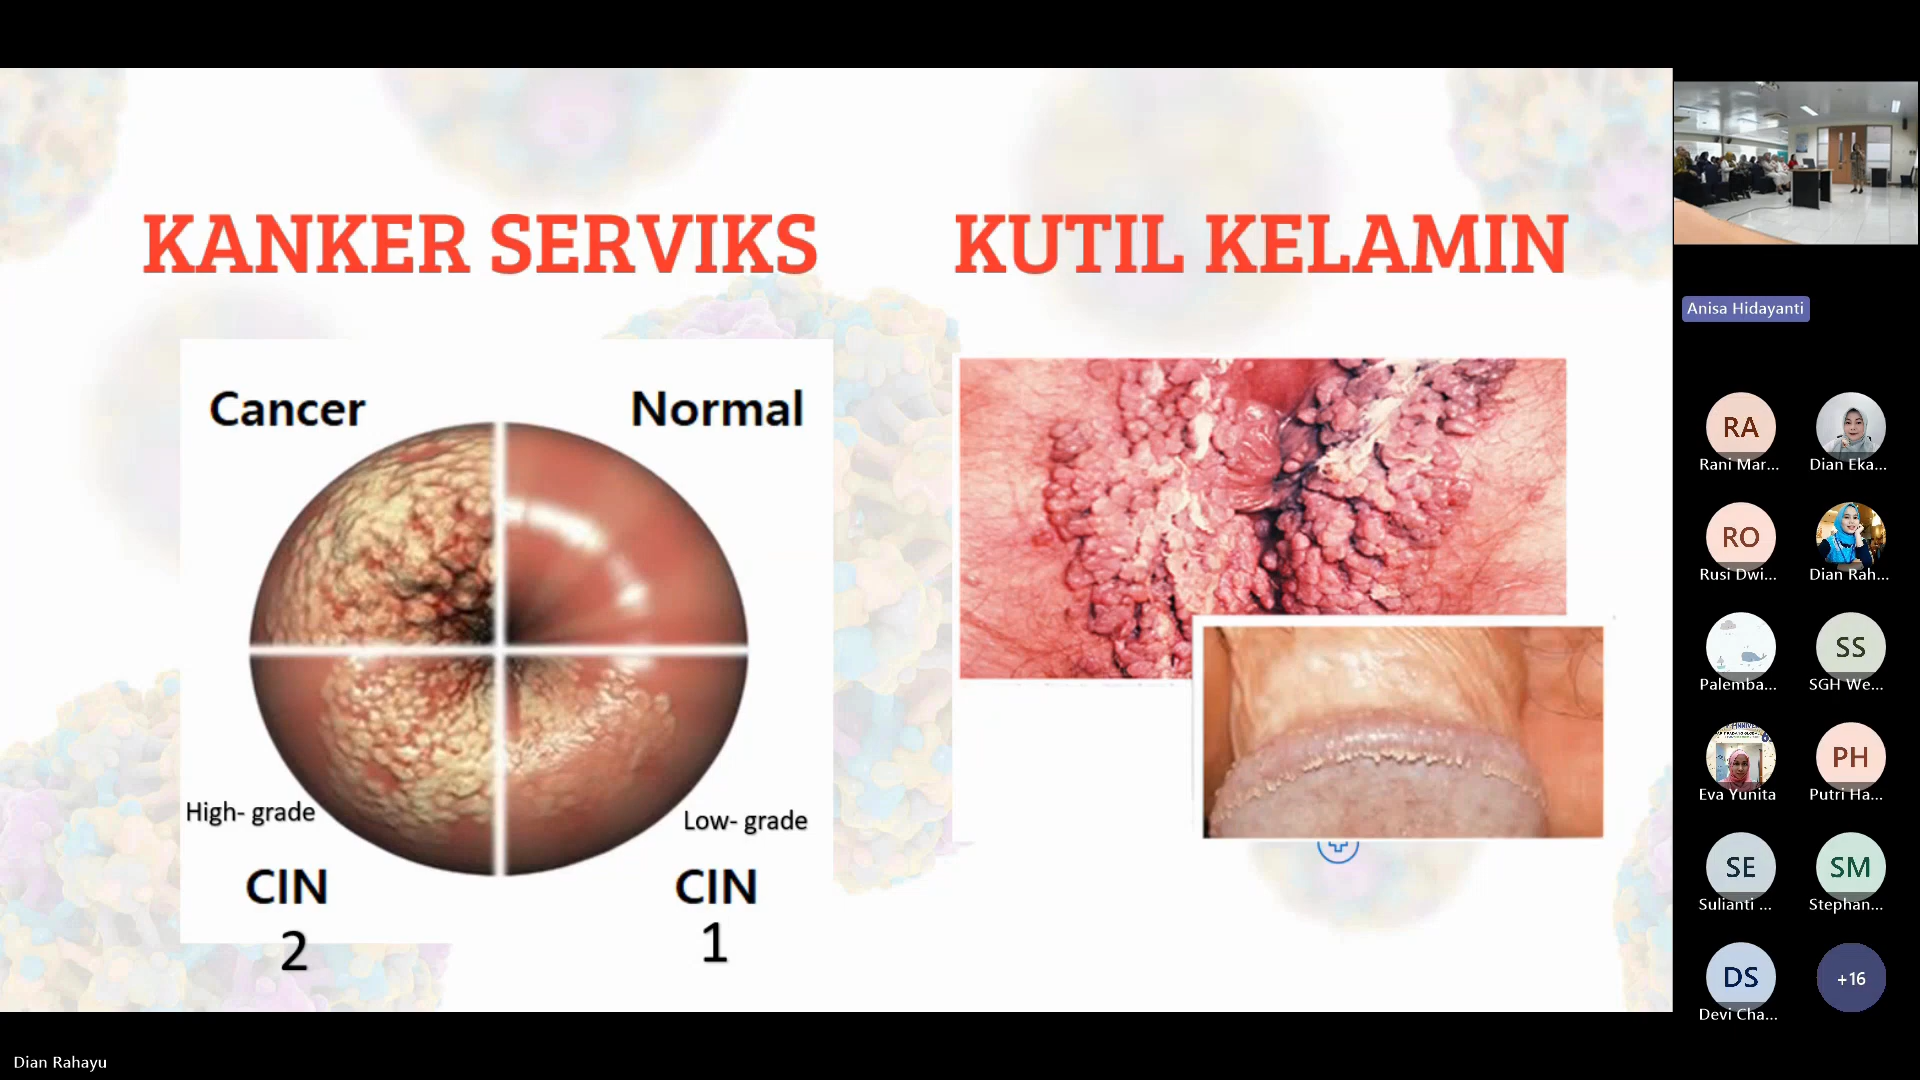 KANKER SERVIKS
KUTIL KELAMIN
Cancer
Normal
High- grade
Low- grade
CIN
2
CIN
1
Anisa Hidayanti
RA
Rani Mar...
Dian Eka...
RO
Rusi Dwi...
Dian Rah...
Palemba...
SS
SGH We...
Eva Yunita
PH
Putri Ha...
SE
Sulianti ...
SM
Stephan...
DS
Devi Cha...
+16
Dian Rahayu